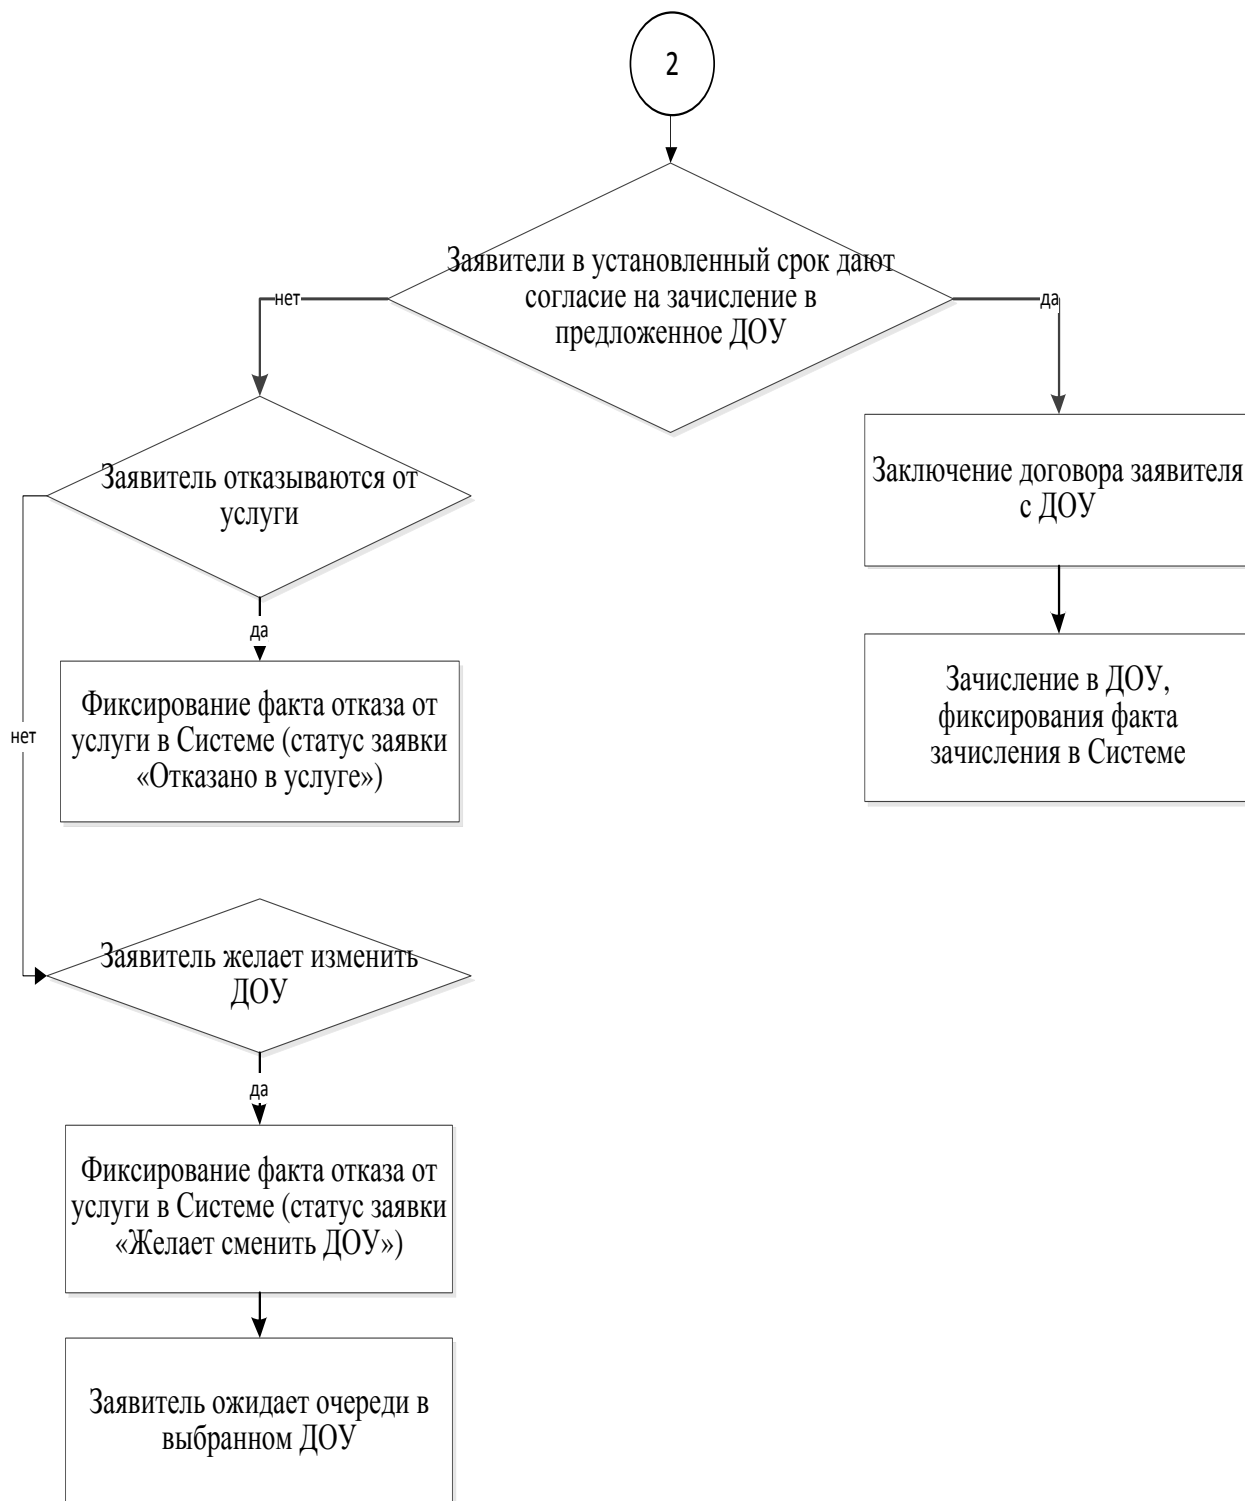 2
Заявители в установленный срок дают
согласие на зачисление в
предложенное ДОУ
нет
да
Заявитель отказываются от
услуги
Заключение договора заявителя
с ДОУ
да
Фиксирование факта отказа от
услуги в Системе (статус заявки
«Отказано в услуге»)
Зачисление в ДОУ,
фиксирования факта
зачисления в Системе
нет
Заявитель желает изменить
ДОУ
да
Фиксирование факта отказа от
услуги в Системе (статус заявки
«Желает сменить ДОУ»)
Заявитель ожидает очереди в
выбранном ДОУ